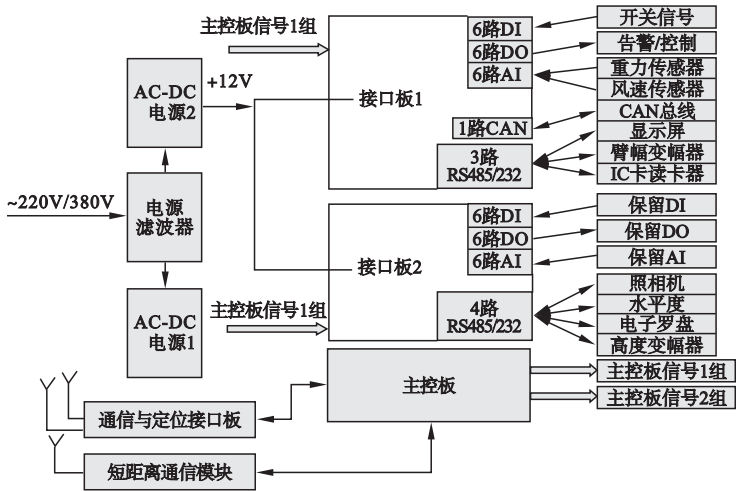 主控板信号1组
6路DI
6路DO
6路AI
开关信号
告警/控制
重力传感器
风速传感器
CAN总线
显示屏
臂幅变幅器
IC卡读卡器
AC-DC
电源2
+12V
接口板1
1路CAN
3路
RS485/232
~220V/380V
电源
滤波器
6路DI
6路DO
6路AI
保留DI
保留DO
保留AI
接口板2
AC-DC
电源1
主控板信号1组
4路
RS485/232
照相机
水平度
电子罗盘
高度变幅器
主控板
主控板信号1组
主控板信号2组
通信与定位接口板
短距离通信模块